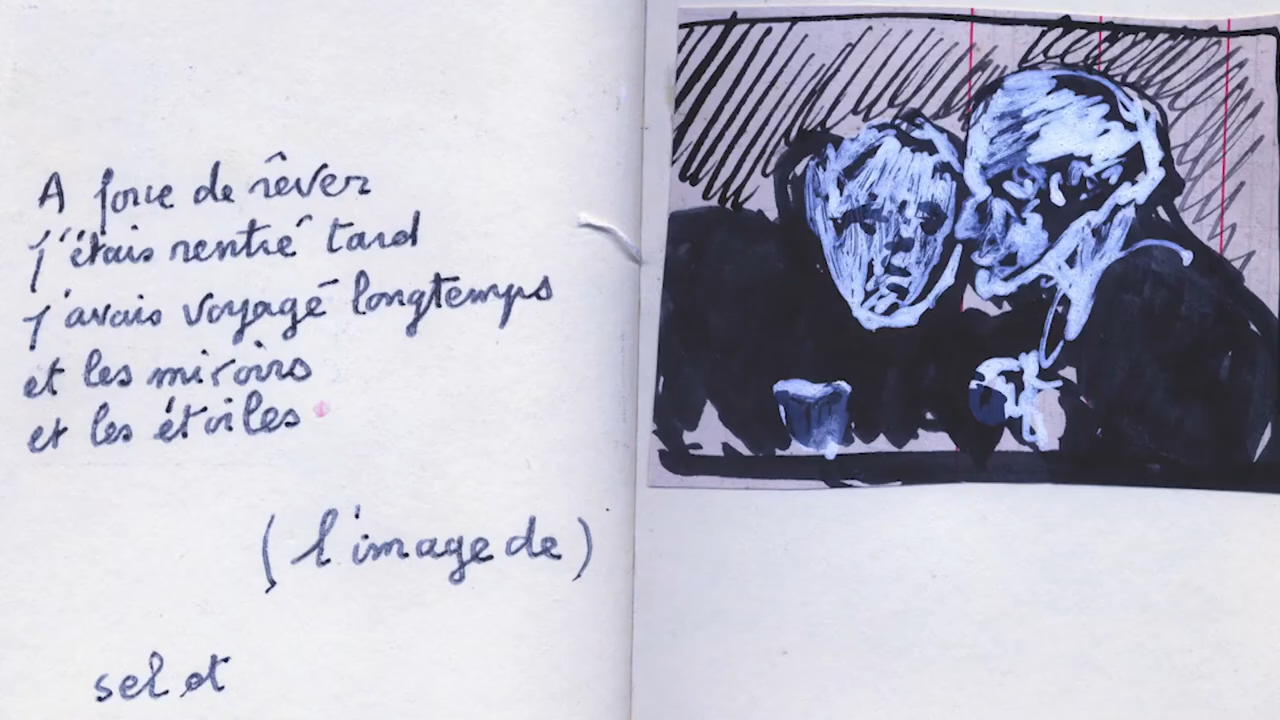 A force de rêver
j'étais rentré tard
j'avais voyagé longtemps
et les miroirs
et les étoiles
(l'image de)
sel et